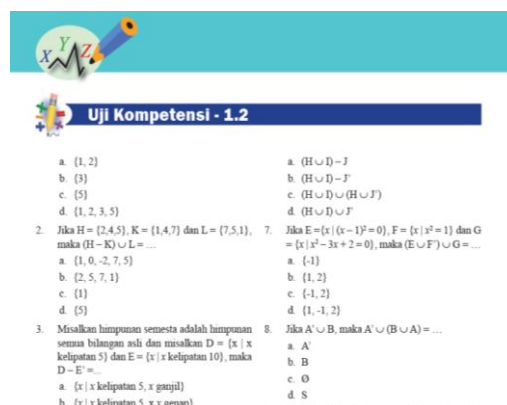 X Y Z
Uji Kompetensi - 1.2
a. {1, 2}
b. {3}
c. {5}
d. {1, 2, 3, 5}
2. Jika H = {2,4,5}, K = {1,4,7} dan L = {7,5,1},
maka (H – K) ∪ L = …
a. {1, 0, -2, 7, 5}
b. {2, 5, 7, 1}
c. {1}
d. {5}
3. Misalkan himpunan semesta adalah himpunan
semua bilangan asli dan misalkan D = {x | x
kelipatan 5} dan E = {x | x kelipatan 10}, maka
D – E' =...
a. {x | x kelipatan 5, x ganjil}
b. {x | x kelipatan 5, x x genap}
a. (H ∪ I) – J
b. (H ∪ I) – J'
c. (H ∪ I) ∪ (H ∪ J')
d. (H ∪ I) ∪ J'
7. Jika E ={x | (x – 1)² = 0}, F = {x | x² = 1} dan G
= {x | x² – 3x + 2 = 0}, maka (E ∪ F') ∪ G = …
a. {-1}
b. {1, 2}
c. {-1, 2}
d. {1, -1, 2}
8. Jika A' ∪ B, maka A' ∪ (B ∪ A) = …
a. A'
b. B
c. Ø
d. S